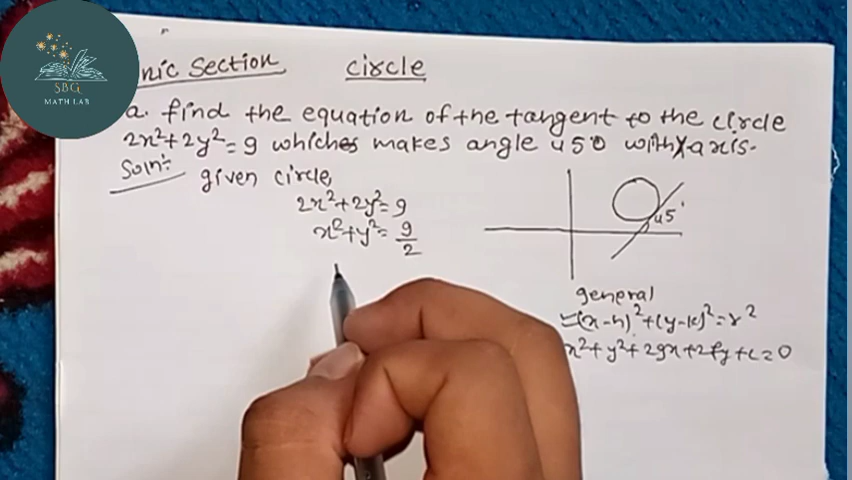 SBG
MATH LAB
nic Section
Circle
a. find the equation of the tangent to the circle
2x²+2y²=9 which makes angle 45° with x axis.
Soln:
given circle,
2x²+2y²=9
x²+y²=9/2
45°
general
(x-h)²+(y-k)²=r²
x²+y²+2gx+2fy+c=0